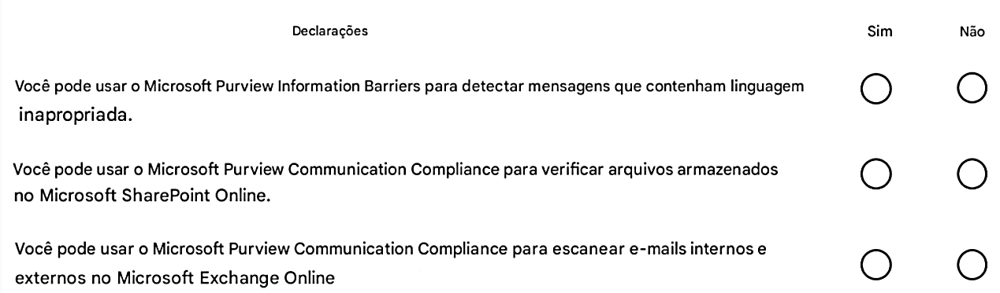 Declarações Sim Não
Você pode usar o Microsoft Purview Information Barriers para detectar mensagens que contenham linguagem
inapropriada.
Você pode usar o Microsoft Purview Communication Compliance para verificar arquivos armazenados
no Microsoft SharePoint Online.
Você pode usar o Microsoft Purview Communication Compliance para escanear e-mails internos e
externos no Microsoft Exchange Online